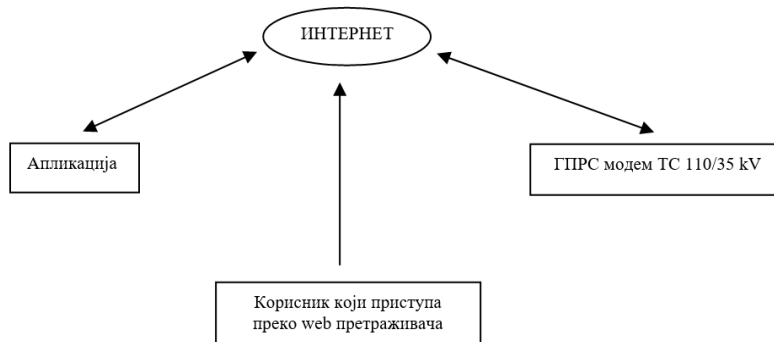 ИНТЕРНЕТ
Апликација
ГПРС модем ТС 110/35 kV
Корисник који приступа
преко web претраживача